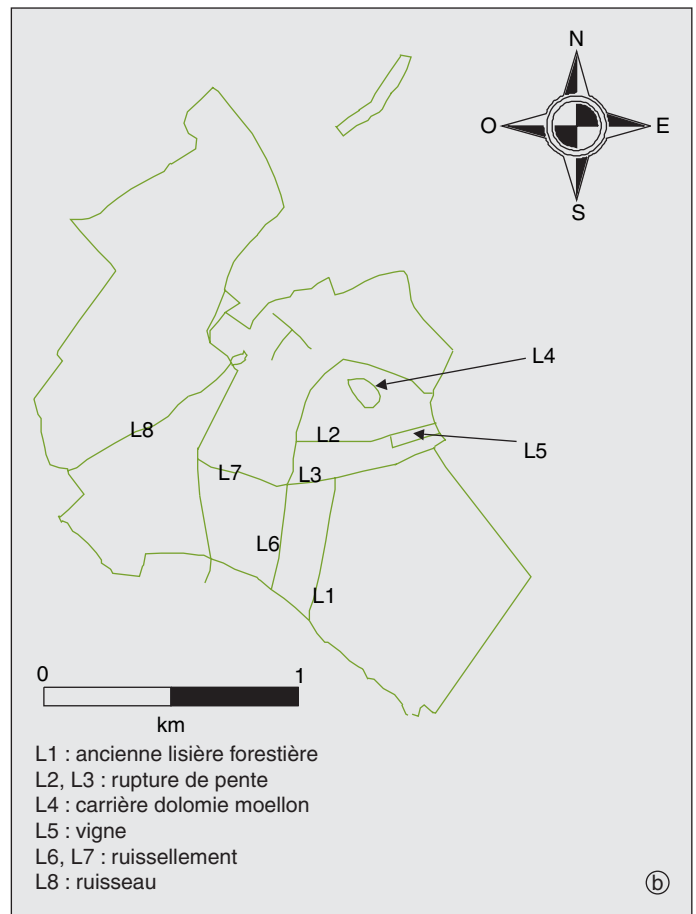 N
O
E
S
L4
L8
L2
L5
L7
L3
L6
L1
0
1
km
L1 : ancienne lisière forestière
L2, L3 : rupture de pente
L4 : carrière dolomie moellon
L5 : vigne
L6, L7 : ruissellement
L8 : ruisseau
b